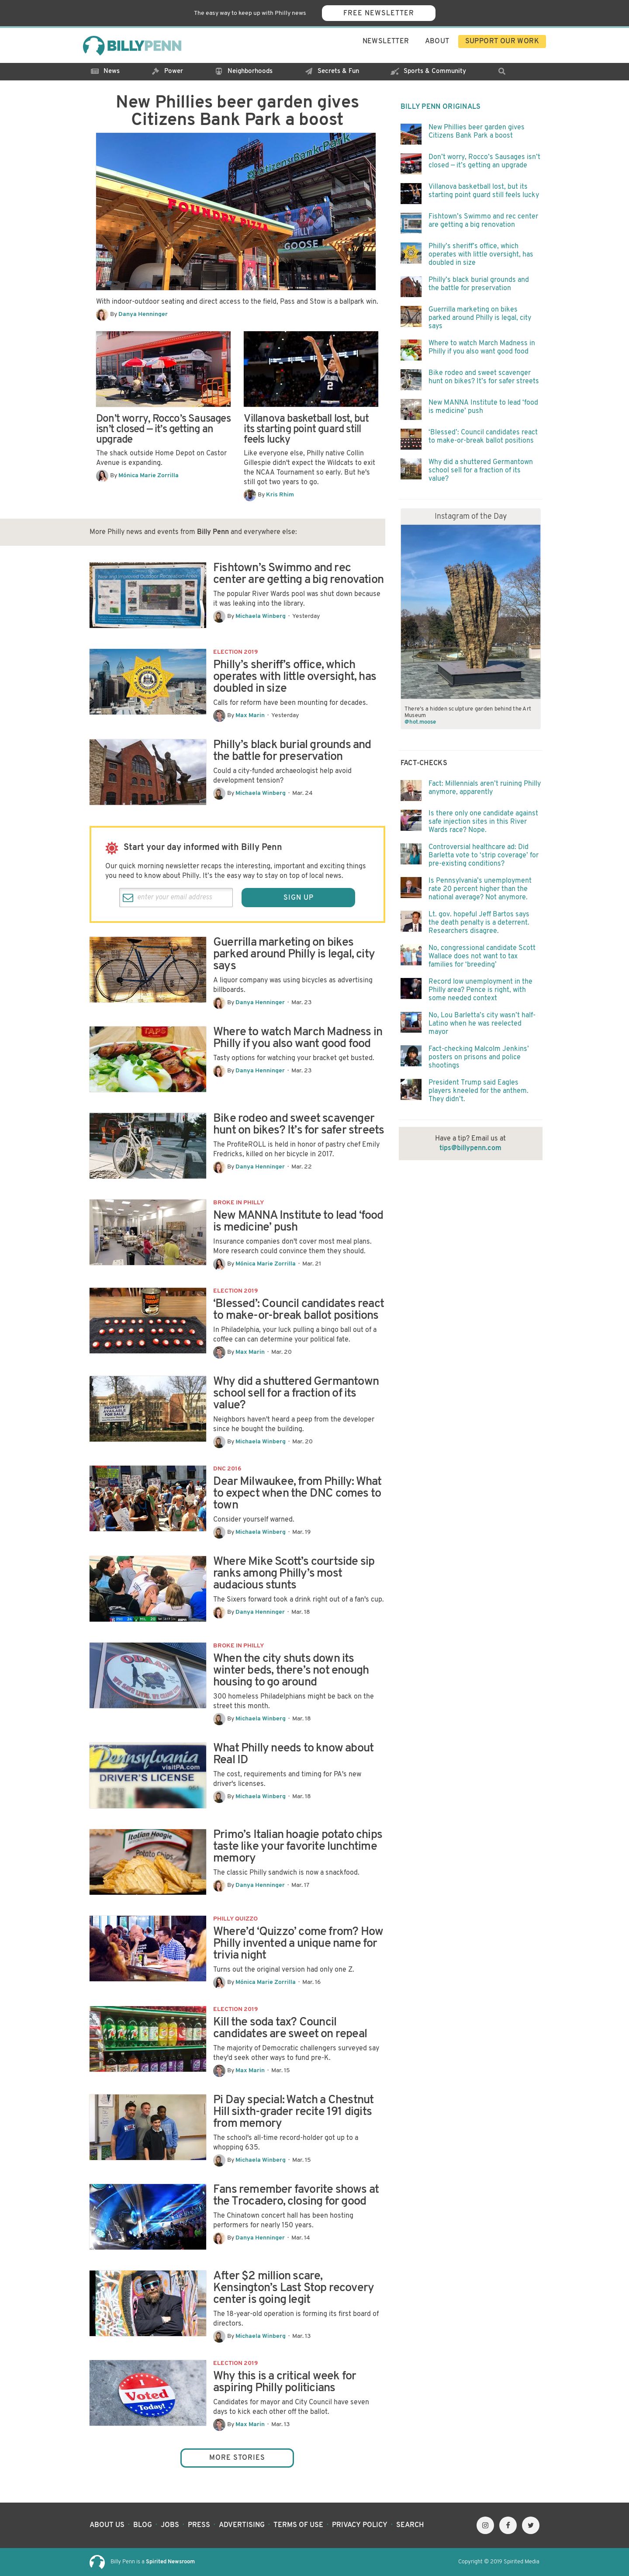 The easy way to keep up with Philly news
FREE NEWSLETTER
BILLYPENN
NEWSLETTER
ABOUT
SUPPORT OUR WORK
News
Power
Neighborhoods
Secrets & Fun
Sports & Community
New Phillies beer garden gives
Citizens Bank Park a boost
Citizens Bank Park
FOUNDRY PIZZA
GOOSE
With indoor-outdoor seating and direct access to the field, Pass and Stow is a ballpark win.
By Danya Henninger
Don't worry, Rocco's Sausages
isn't closed — it's getting an
upgrade
The shack outside Home Depot on Castor
Avenue is expanding.
By Mónica Marie Zorrilla
2
Villanova basketball lost, but
its starting point guard still
feels lucky
Like everyone else, Philly native Collin
Gillespie didn't expect the Wildcats to exit
the NCAA Tournament so early. But he's
still got two years to go.
By Kris Rhim
More Philly news and events from Billy Penn and everywhere else:
Fishtown's Swimmo and rec
center are getting a big renovation
The popular River Wards pool was shut down because
it was leaking into the library.
By Michaela Winberg · Yesterday
ELECTION 2019
Philly's sheriff's office, which
operates with little oversight, has
doubled in size
Calls for reform have been mounting for decades.
By Max Marin · Yesterday
Philly's black burial grounds and
the battle for preservation
Could a city-funded archaeologist help avoid
development tension?
By Michaela Winberg · Mar. 24
Start your day informed with Billy Penn
Our quick morning newsletter recaps the interesting, important and exciting things
you need to know about Philly. It's the easy way to stay on top of local news.
enter your email address
SIGN UP
Guerrilla marketing on bikes
parked around Philly is legal, city
says
A liquor company was using bicycles as advertising
billboards.
By Danya Henninger · Mar. 23
TAPS
Where to watch March Madness in
Philly if you also want good food
Tasty options for watching your bracket get busted.
By Danya Henninger · Mar. 23
Bike rodeo and sweet scavenger
hunt on bikes? It's for safer streets
The ProfiteROLL is held in honor of pastry chef Emily
Fredricks, killed on her bicycle in 2017.
By Danya Henninger · Mar. 22
BROKE IN PHILLY
New MANNA Institute to lead 'food
is medicine' push
Insurance companies don't cover most meal plans.
More research could convince them they should.
By Mónica Marie Zorrilla · Mar. 21
ELECTION 2019
'Blessed': Council candidates react
to make-or-break ballot positions
In Philadelphia, your luck pulling a bingo ball out of a
coffee can determine your political fate.
By Max Marin · Mar. 20
PROPERTY
AVAILABLE
FOR SALE
Why did a shuttered Germantown
school sell for a fraction of its
value?
Neighbors haven't heard a peep from the developer
since he bought the building.
By Michaela Winberg · Mar. 20
DNC 2016
Dear Milwaukee, from Philly: What
to expect when the DNC comes to
town
Consider yourself warned.
By Michaela Winberg · Mar. 19
Where Mike Scott's courtside sip
ranks among Philly's most
audacious stunts
The Sixers forward took a drink right out of a fan's cup.
By Danya Henninger · Mar. 18
BROKE IN PHILLY
When the city shuts down its
winter beds, there's not enough
housing to go around
300 homeless Philadelphians might be back on the
street this month.
By Michaela Winberg · Mar. 18
Pennsylvania
visitPA.com
DRIVER'S LICENSE
What Philly needs to know about
Real ID
The cost, requirements and timing for PA's new
driver's licenses.
By Michaela Winberg · Mar. 18
Italian Hoagie
Potato Chips
Primo's Italian hoagie potato chips
taste like your favorite lunchtime
memory
The classic Philly sandwich is now a snackfood.
By Danya Henninger · Mar. 17
PHILLY QUIZZO
Where'd 'Quizzo' come from? How
Philly invented a unique name for
trivia night
Turns out the original version had only one Z.
By Mónica Marie Zorrilla · Mar. 16
ELECTION 2019
Kill the soda tax? Council
candidates are sweet on repeal
The majority of Democratic challengers surveyed say
they'd seek other ways to fund pre-K.
By Max Marin · Mar. 15
Pi Day special: Watch a Chestnut
Hill sixth-grader recite 191 digits
from memory
The school's all-time record-holder got up to a
whopping 635.
By Michaela Winberg · Mar. 15
Fans remember favorite shows at
the Trocadero, closing for good
The Chinatown concert hall has been hosting
performers for nearly 150 years.
By Danya Henninger · Mar. 14
After $2 million scare,
Kensington's Last Stop recovery
center is going legit
The 18-year-old operation is forming its first board of
directors.
By Michaela Winberg · Mar. 13
I
Voted
Today!
ELECTION 2019
Why this is a critical week for
aspiring Philly politicians
Candidates for mayor and City Council have seven
days to kick each other off the ballot.
By Max Marin · Mar. 13
MORE STORIES
BILLY PENN ORIGINALS
New Phillies beer garden gives
Citizens Bank Park a boost
Don't worry, Rocco's Sausages isn't
closed — it's getting an upgrade
Villanova basketball lost, but its
starting point guard still feels lucky
Fishtown's Swimmo and rec center
are getting a big renovation
Philly's sheriff's office, which
operates with little oversight, has
doubled in size
Philly's black burial grounds and
the battle for preservation
Guerrilla marketing on bikes
parked around Philly is legal, city
says
Where to watch March Madness in
Philly if you also want good food
Bike rodeo and sweet scavenger
hunt on bikes? It's for safer streets
New MANNA Institute to lead 'food
is medicine' push
'Blessed': Council candidates react
to make-or-break ballot positions
Why did a shuttered Germantown
school sell for a fraction of its
value?
Instagram of the Day
There's a hidden sculpture garden behind the Art
Museum
@hot.moose
FACT-CHECKS
Fact: Millennials aren't ruining Philly
anymore, apparently
Is there only one candidate against
safe injection sites in this River
Wards race? Nope.
Controversial healthcare ad: Did
Barletta vote to 'strip coverage' for
pre-existing conditions?
Is Pennsylvania's unemployment
rate 20 percent higher than the
national average? Not anymore.
Lt. gov. hopeful Jeff Bartos says
the death penalty is a deterrent.
Researchers disagree.
No, congressional candidate Scott
Wallace does not want to tax
families for 'breeding'
Record low unemployment in the
Philly area? Pence is right, with
some needed context
No, Lou Barletta's city wasn't half-
Latino when he was reelected
mayor
Fact-checking Malcolm Jenkins'
posters on prisons and police
shootings
President Trump said Eagles
players kneeled for the anthem.
They didn't.
Have a tip? Email us at
tips@billypenn.com
ABOUT US · BLOG · JOBS · PRESS · ADVERTISING · TERMS OF USE · PRIVACY POLICY · SEARCH
Billy Penn is a Spirited Newsroom
Copyright © 2019 Spirited Media